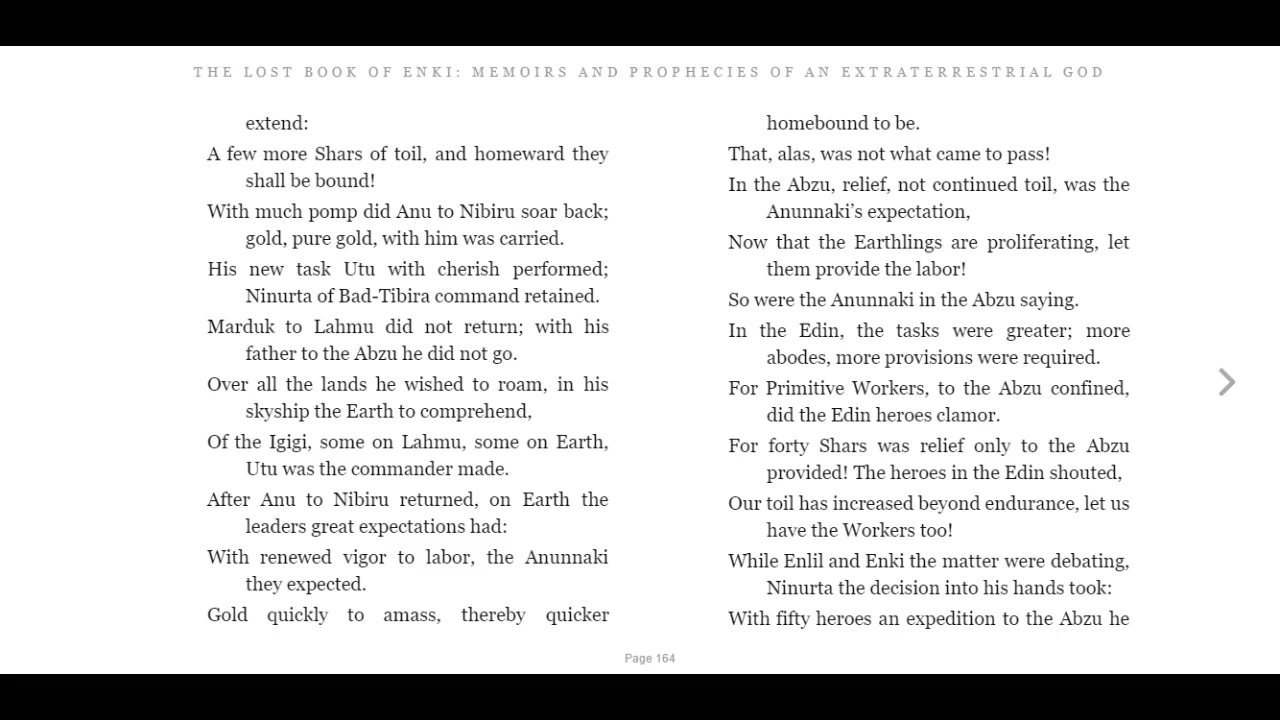 THE LOST BOOK OF ENKI: MEMOIRS AND PROPHECIES OF AN EXTRATERRESTRIAL GOD
extend:
A few more Shars of toil, and homeward they
shall be bound!
With much pomp did Anu to Nibiru soar back;
gold, pure gold, with him was carried.
His new task Utu with cherish performed;
Ninurta of Bad-Tibira command retained.
Marduk to Lahmu did not return; with his
father to the Abzu he did not go.
Over all the lands he wished to roam, in his
skyship the Earth to comprehend,
Of the Igigi, some on Lahmu, some on Earth,
Utu was the commander made.
After Anu to Nibiru returned, on Earth the
leaders great expectations had:
With renewed vigor to labor, the Anunnaki
they expected.
Gold quickly to amass, thereby quicker
homebound to be.
That, alas, was not what came to pass!
In the Abzu, relief, not continued toil, was the
Anunnaki’s expectation,
Now that the Earthlings are proliferating, let
them provide the labor!
So were the Anunnaki in the Abzu saying.
In the Edin, the tasks were greater; more
abodes, more provisions were required.
For Primitive Workers, to the Abzu confined,
did the Edin heroes clamor.
For forty Shars was relief only to the Abzu
provided! The heroes in the Edin shouted,
Our toil has increased beyond endurance, let us
have the Workers too!
While Enlil and Enki the matter were debating,
Ninurta the decision into his hands took:
With fifty heroes an expedition to the Abzu he
Page 164